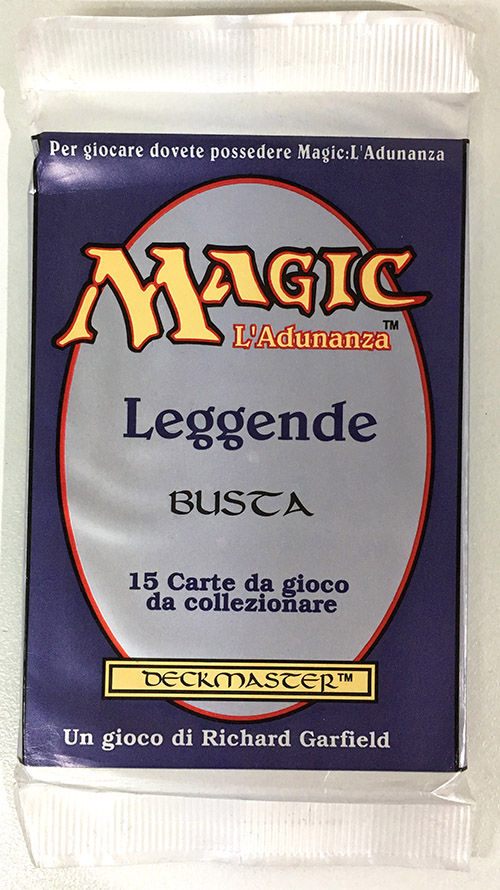 Per giocare dovete possedere Magic:L'Adunanza
MAGIC
L'Adunanza™
Leggende
BUSTA
15 Carte da gioco
da collezionare
DECKMASTER™
Un gioco di Richard Garfield